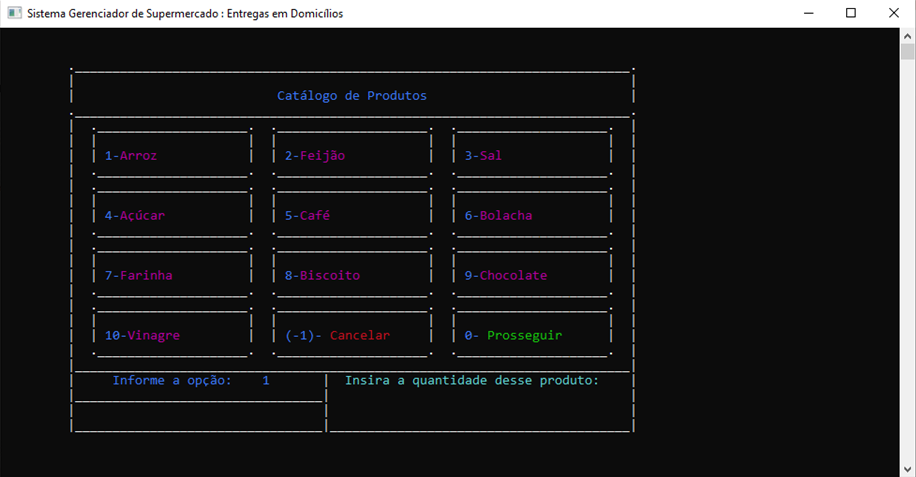 Sistema Gerenciador de Supermercado : Entregas em Domicílios
Catálogo de Produtos
1-Arroz 2-Feijão 3-Sal
4-Açúcar 5-Café 6-Bolacha
7-Farinha 8-Biscoito 9-Chocolate
10-Vinagre (-1)- Cancelar 0- Prosseguir
Informe a opção: 1 Insira a quantidade desse produto: